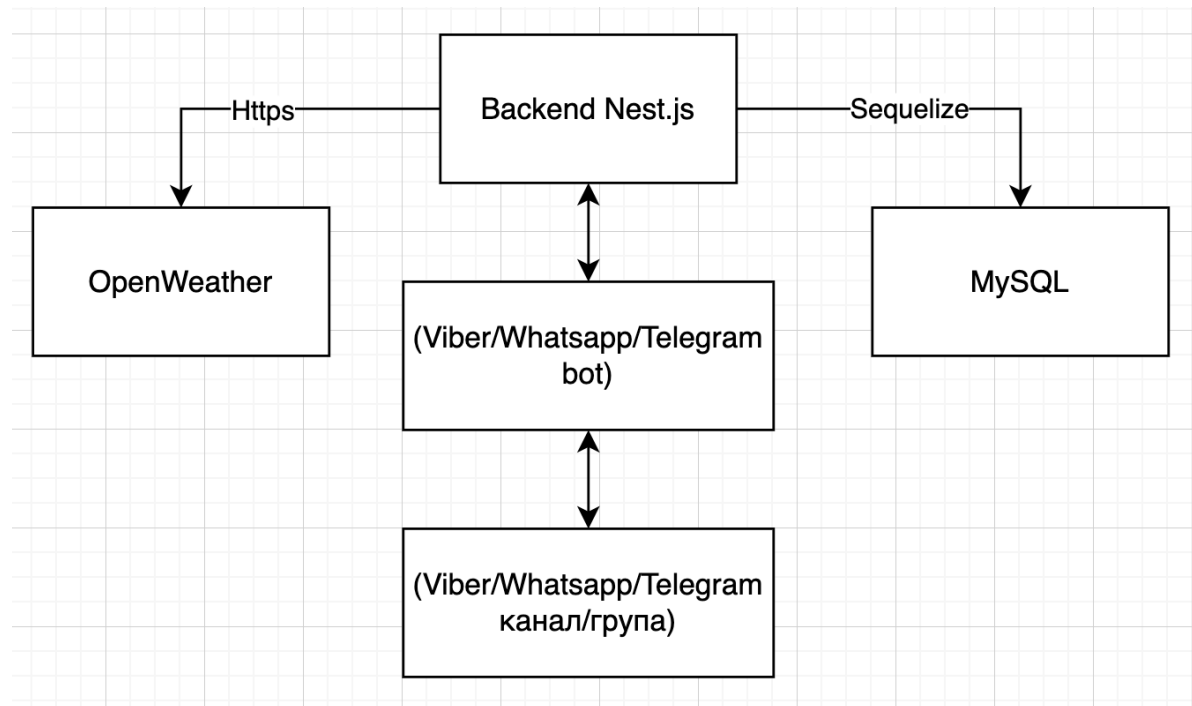 Backend Nest.js
Https
Sequelize
OpenWeather
MySQL
(Viber/Whatsapp/Telegram
bot)
(Viber/Whatsapp/Telegram
канал/група)